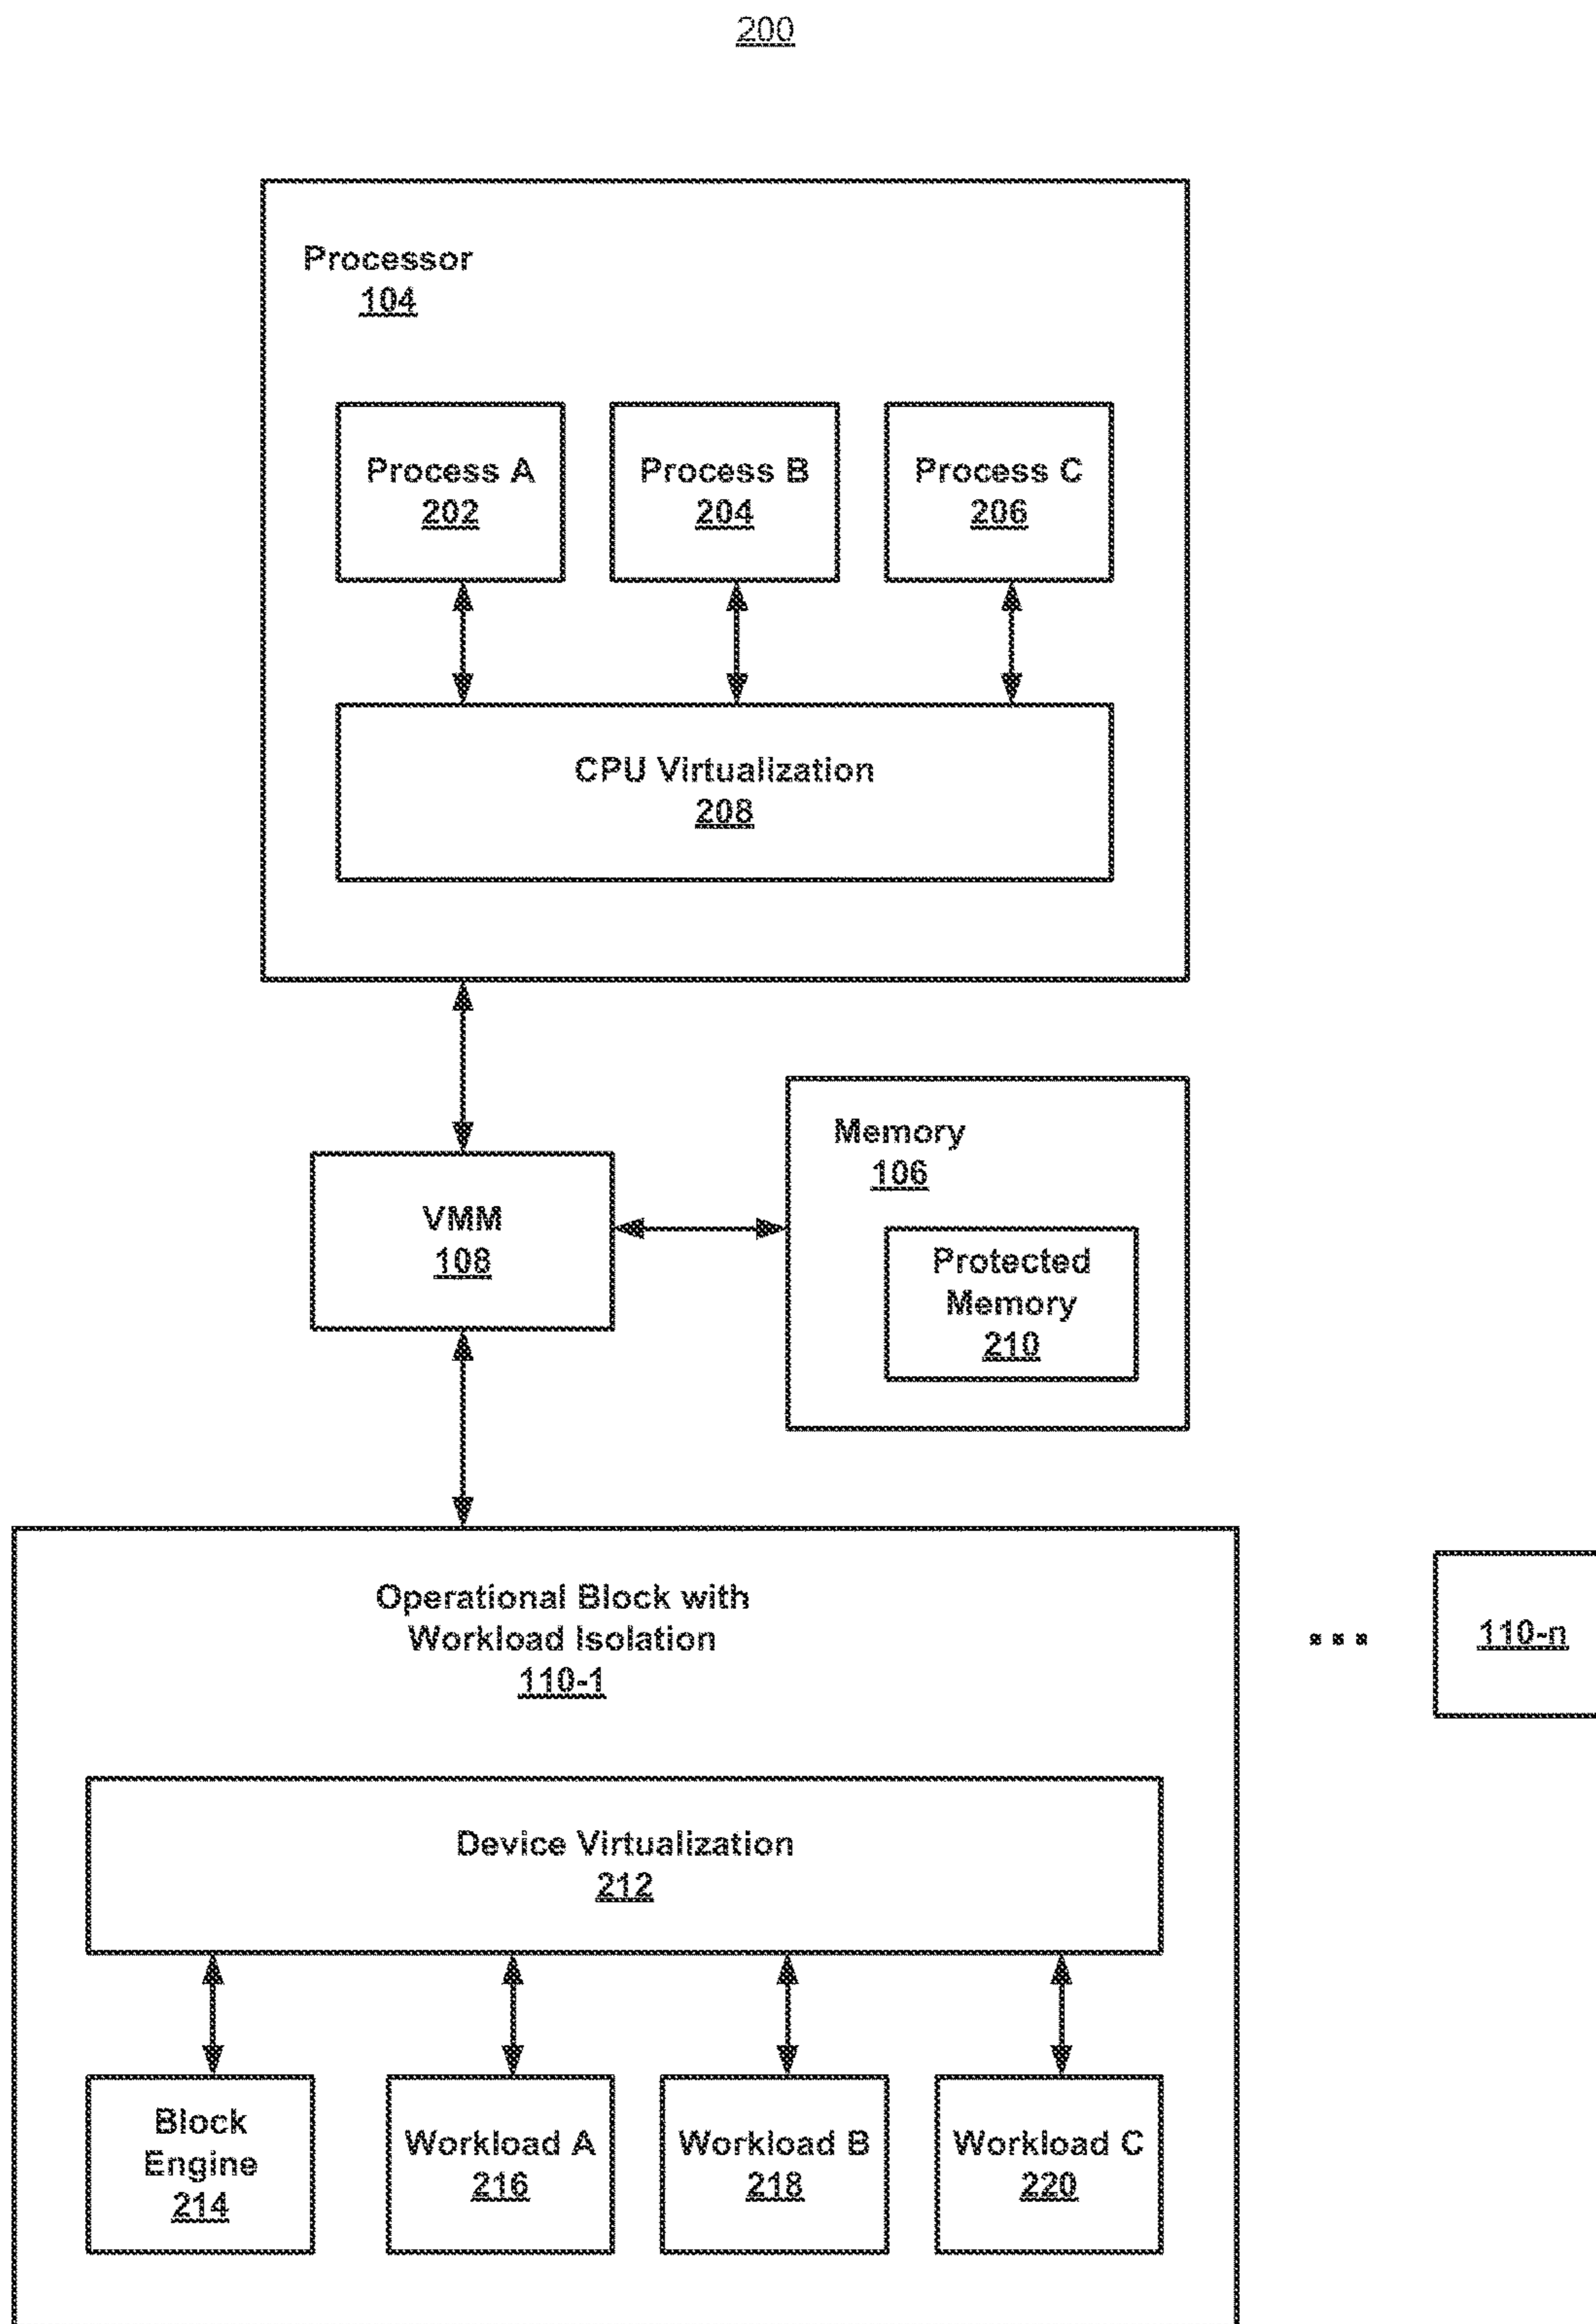 200
Processor
104
Process A
202
Process B
204
Process C
206
CPU Virtualization
208
Memory
106
VMM
108
Protected
Memory
210
Operational Block with
Workload Isolation
110-1
110-n
Device Virtualization
212
Block
Engine
214
Workload A
216
Workload B
218
Workload C
220